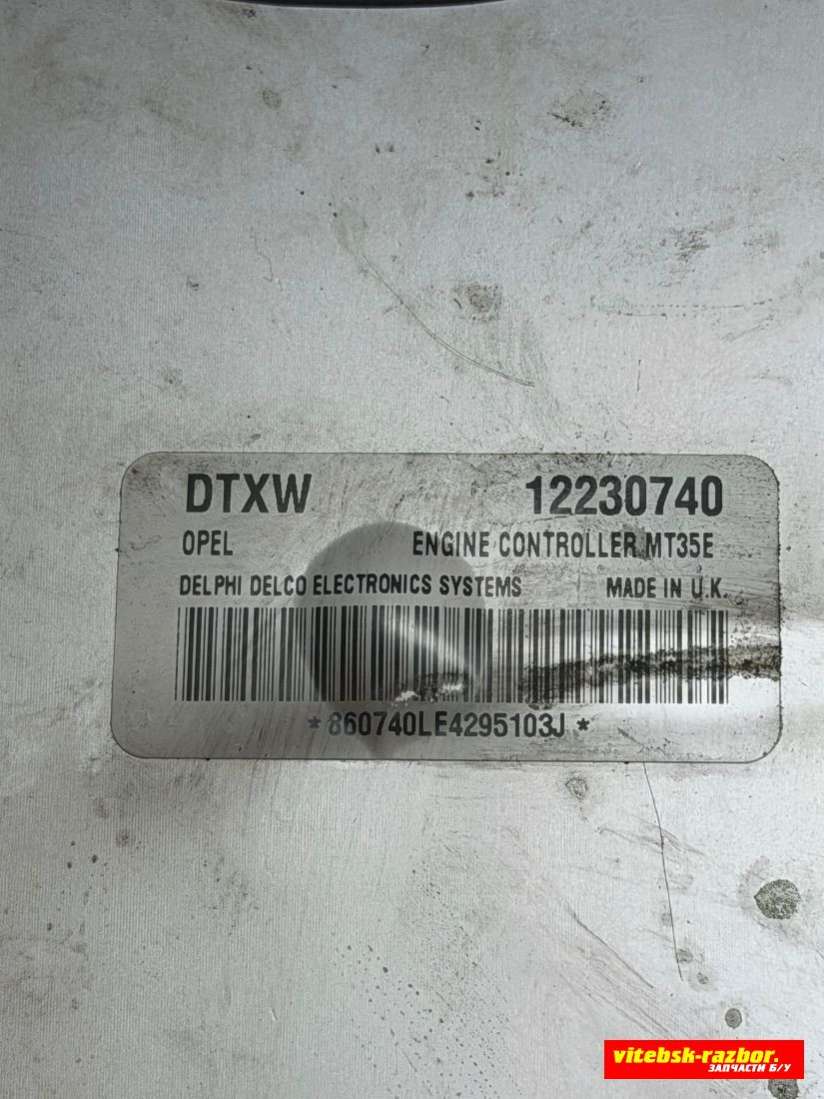 DTXW 12230740
OPEL ENGINE CONTROLLER MT35E
DELPHI DELCO ELECTRONICS SYSTEMS MADE IN U.K.
*860740LE4295103J*
vitebsk-razbor.
ЗАПЧАСТИ Б/У